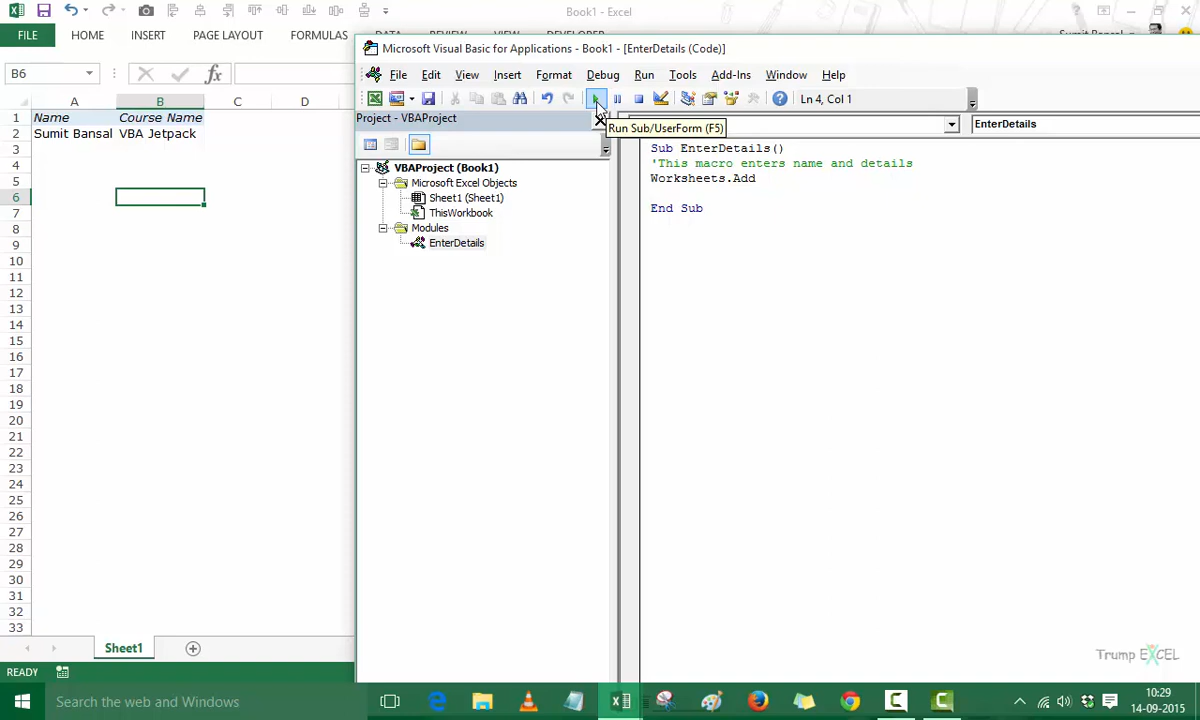 Book1 - Excel
FILE HOME INSERT PAGE LAYOUT FORMULAS
Microsoft Visual Basic for Applications - Book1 - [EnterDetails (Code)]
File Edit View Insert Format Debug Run Tools Add-Ins Window Help
B6
Ln 4, Col 1
Project - VBAProject
Run Sub/UserForm (F5)
EnterDetails
A B C D
1 Name Course Name
2 Sumit Bansal VBA Jetpack
3
4
5
6
7
8
9
10
11
12
13
14
15
16
17
18
19
20
21
22
23
24
25
26
27
28
29
30
31
32
33
VBAProject (Book1)
Microsoft Excel Objects
Sheet1 (Sheet1)
ThisWorkbook
Modules
EnterDetails
Sub EnterDetails()
'This macro enters name and details
Worksheets.Add
End Sub
Sheet1
READY
Trump EXCEL
Search the web and Windows
10:29
14-09-2015